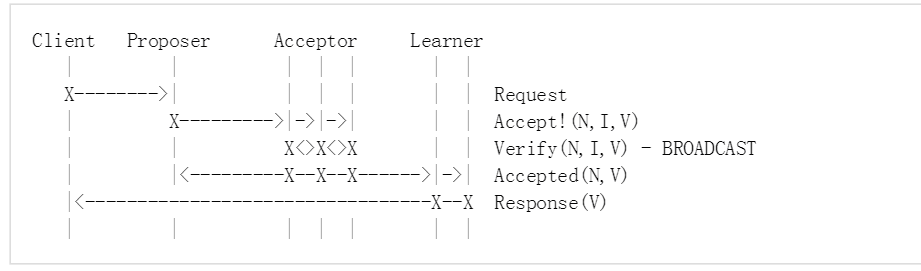 Client   Proposer      Acceptor     Learner
   |         |          |  |  |       |  |
   X-------->|          |  |  |       |  |  Request
   |         X--------->|->|->|       |  |  Accept!(N,I,V)
   |         |          X<>X<>X       |  |  Verify(N,I,V) - BROADCAST
   |         |<---------X--X--X------>|->|  Accepted(N,V)
   |<---------------------------------X--X  Response(V)
   |         |          |  |  |       |  |